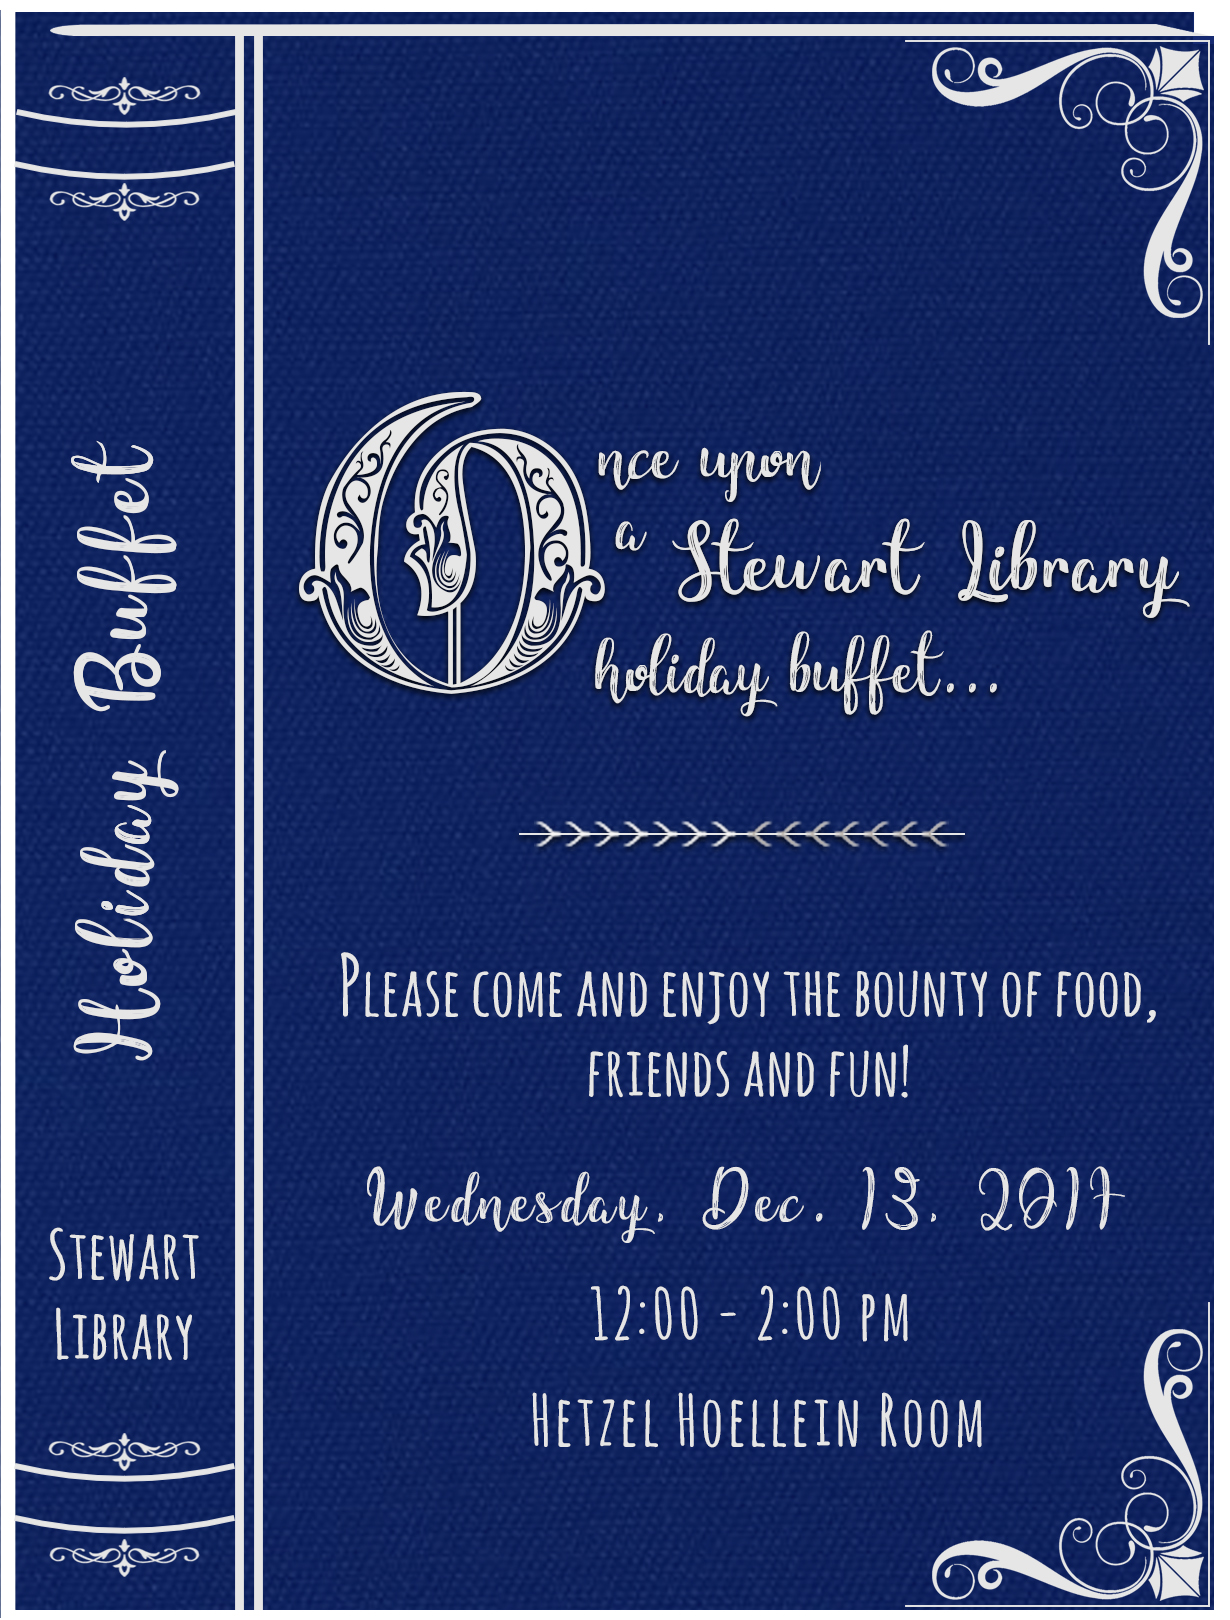 Holiday Buffet
Stewart
Library
Once upon
a Stewart Library
holiday buffet...
Please come and enjoy the bounty of food,
friends and fun!
Wednesday, Dec. 13, 2017
12:00 - 2:00 pm
Hetzel Hoellein Room